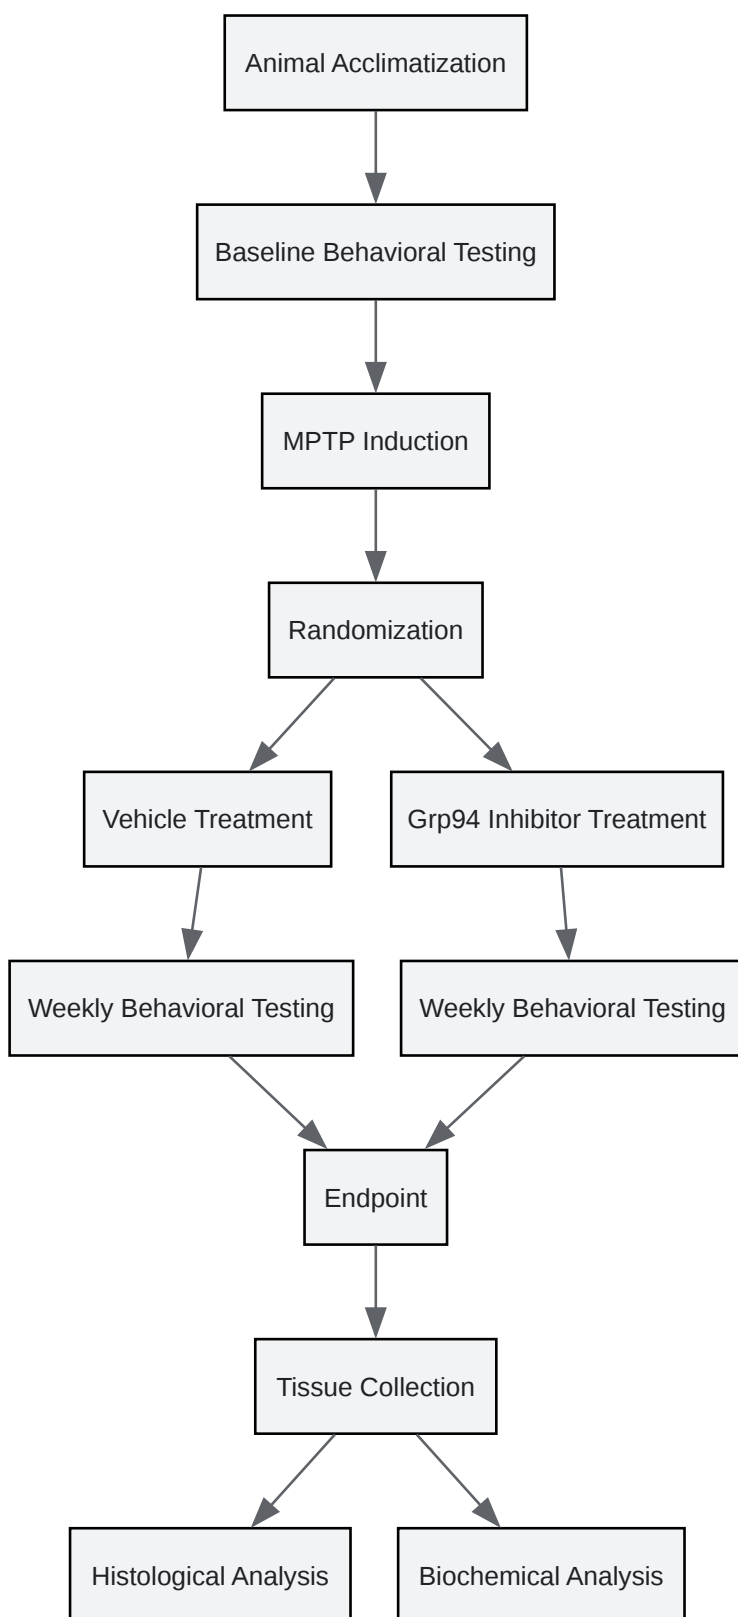 Animal Acclimatization
Baseline Behavioral Testing
MPTP Induction
Randomization
Vehicle Treatment
Grp94 Inhibitor Treatment
Weekly Behavioral Testing
Weekly Behavioral Testing
Endpoint
Tissue Collection
Histological Analysis
Biochemical Analysis